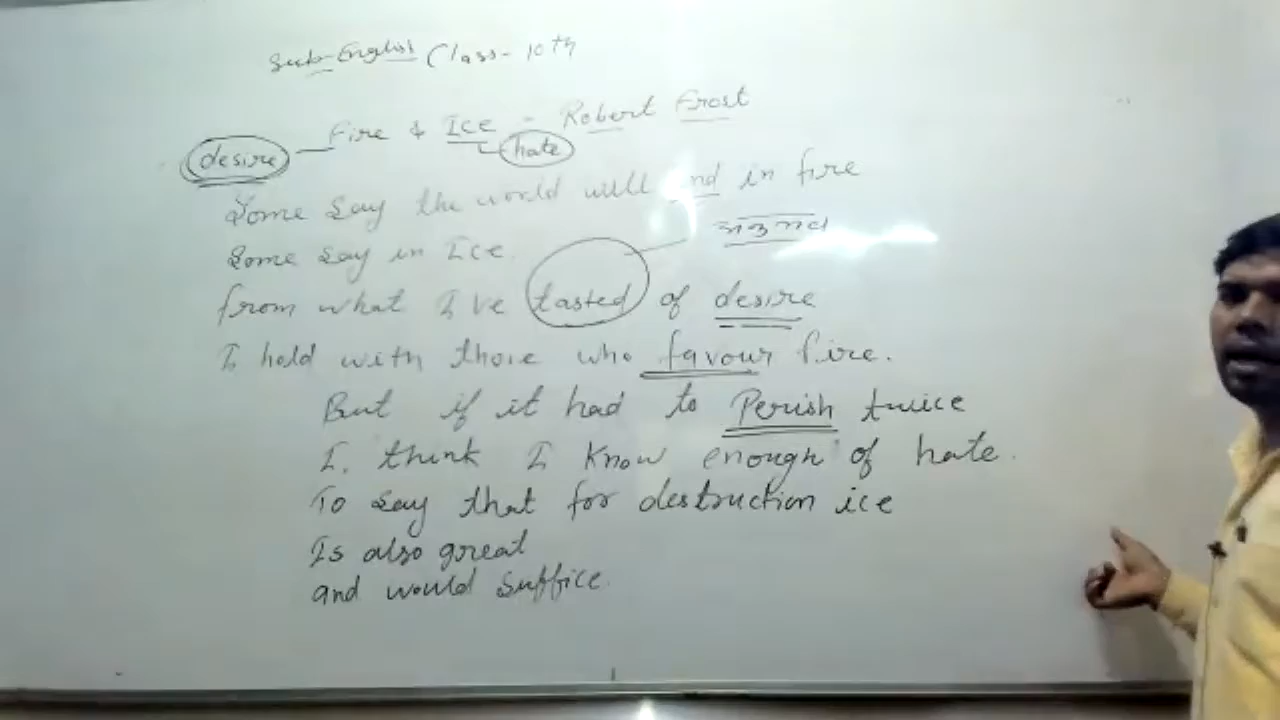 Sub-English Class-10th
Fire & Ice - Robert Frost
desire
hate
Some Say the world will end in fire
अनुभव
Some Say in Ice.
from what I've tasted of desire
I hold with those who favour fire.
But if it had to Perish twice
I, think I Know enough of hate.
To Say that for destruction ice
Is also great
and would Suffice.